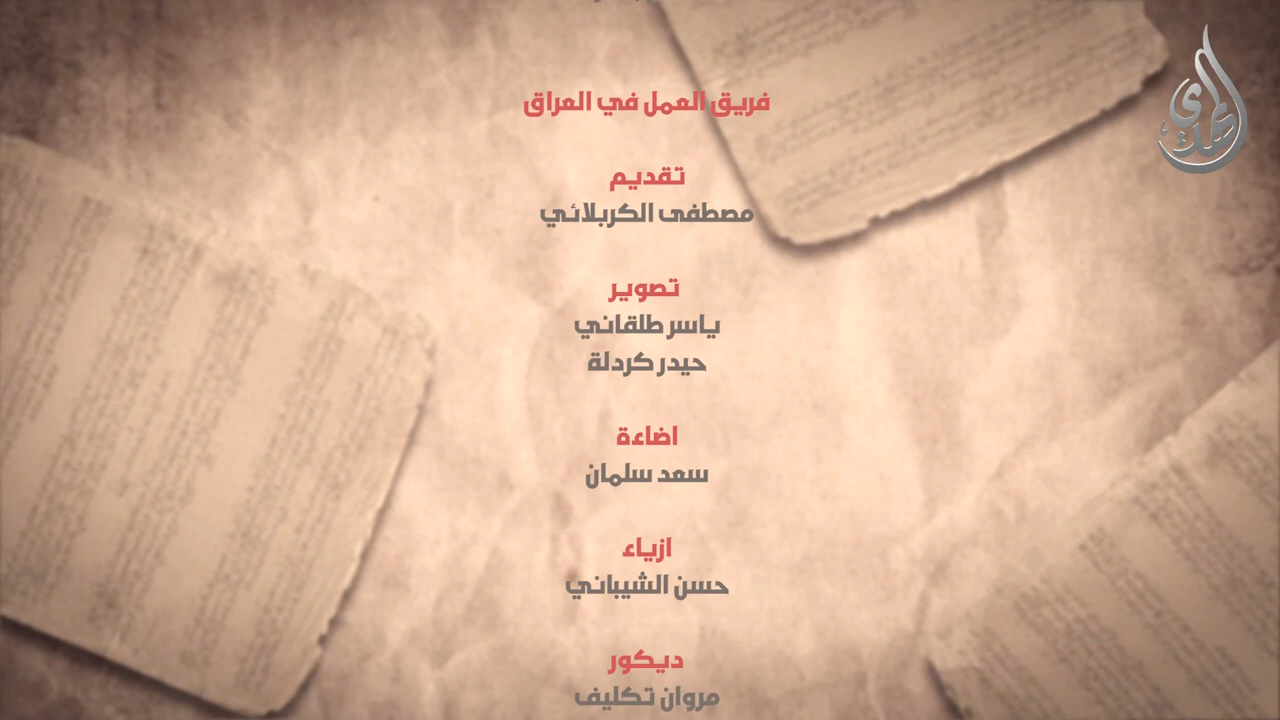 فريق العمل في العراق
تقديم
مصطفى الكربلائي
تصوير
ياسر طلقاني
حيدر كردلة
اضاءة
سعد سلمان
ازياء
حسن الشيباني
ديكور
مروان تكليف